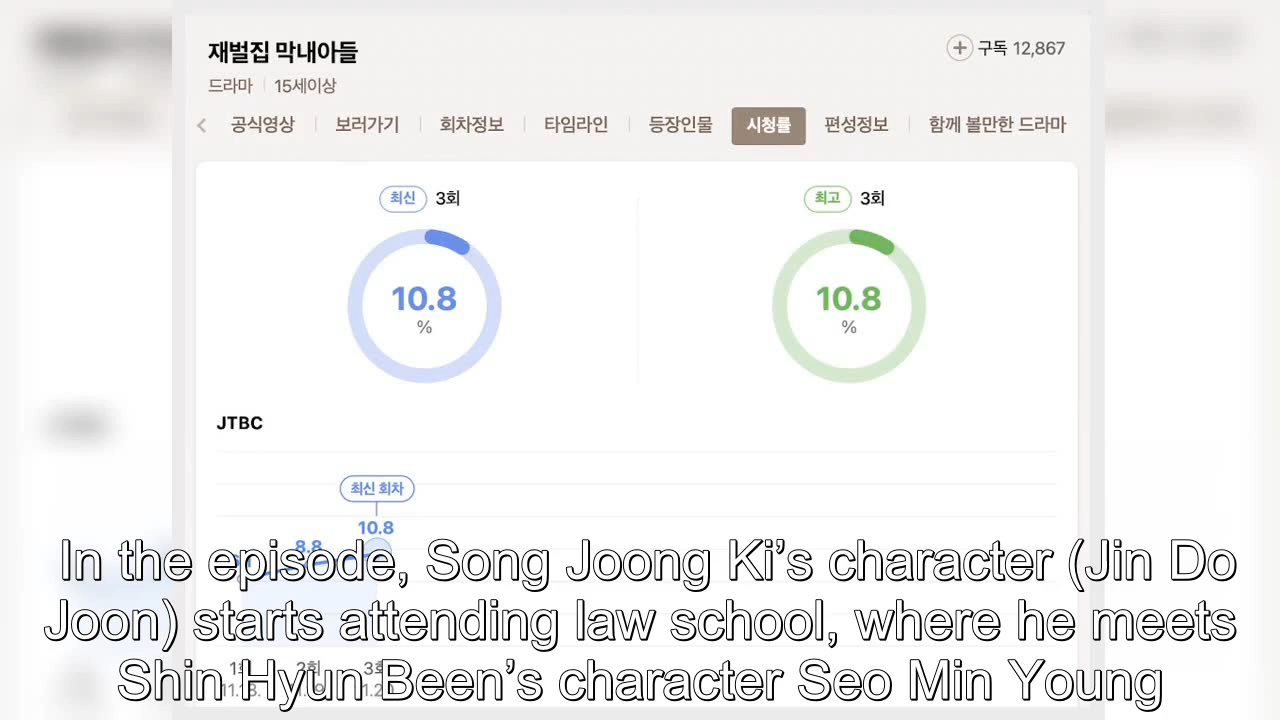 재벌집 막내아들
구독 12,867
드라마 15세이상
공식영상 보러가기 회차정보 타임라인 등장인물 시청률 편성정보 함께 볼만한 드라마
최신 3회
최고 3회
10.8
%
10.8
%
JTBC
최신 회차
10.8
8.8
In the episode, Song Joong Ki’s character (Jin Do
Joon) starts attending law school, where he meets
Shin Hyun Been’s character Seo Min Young